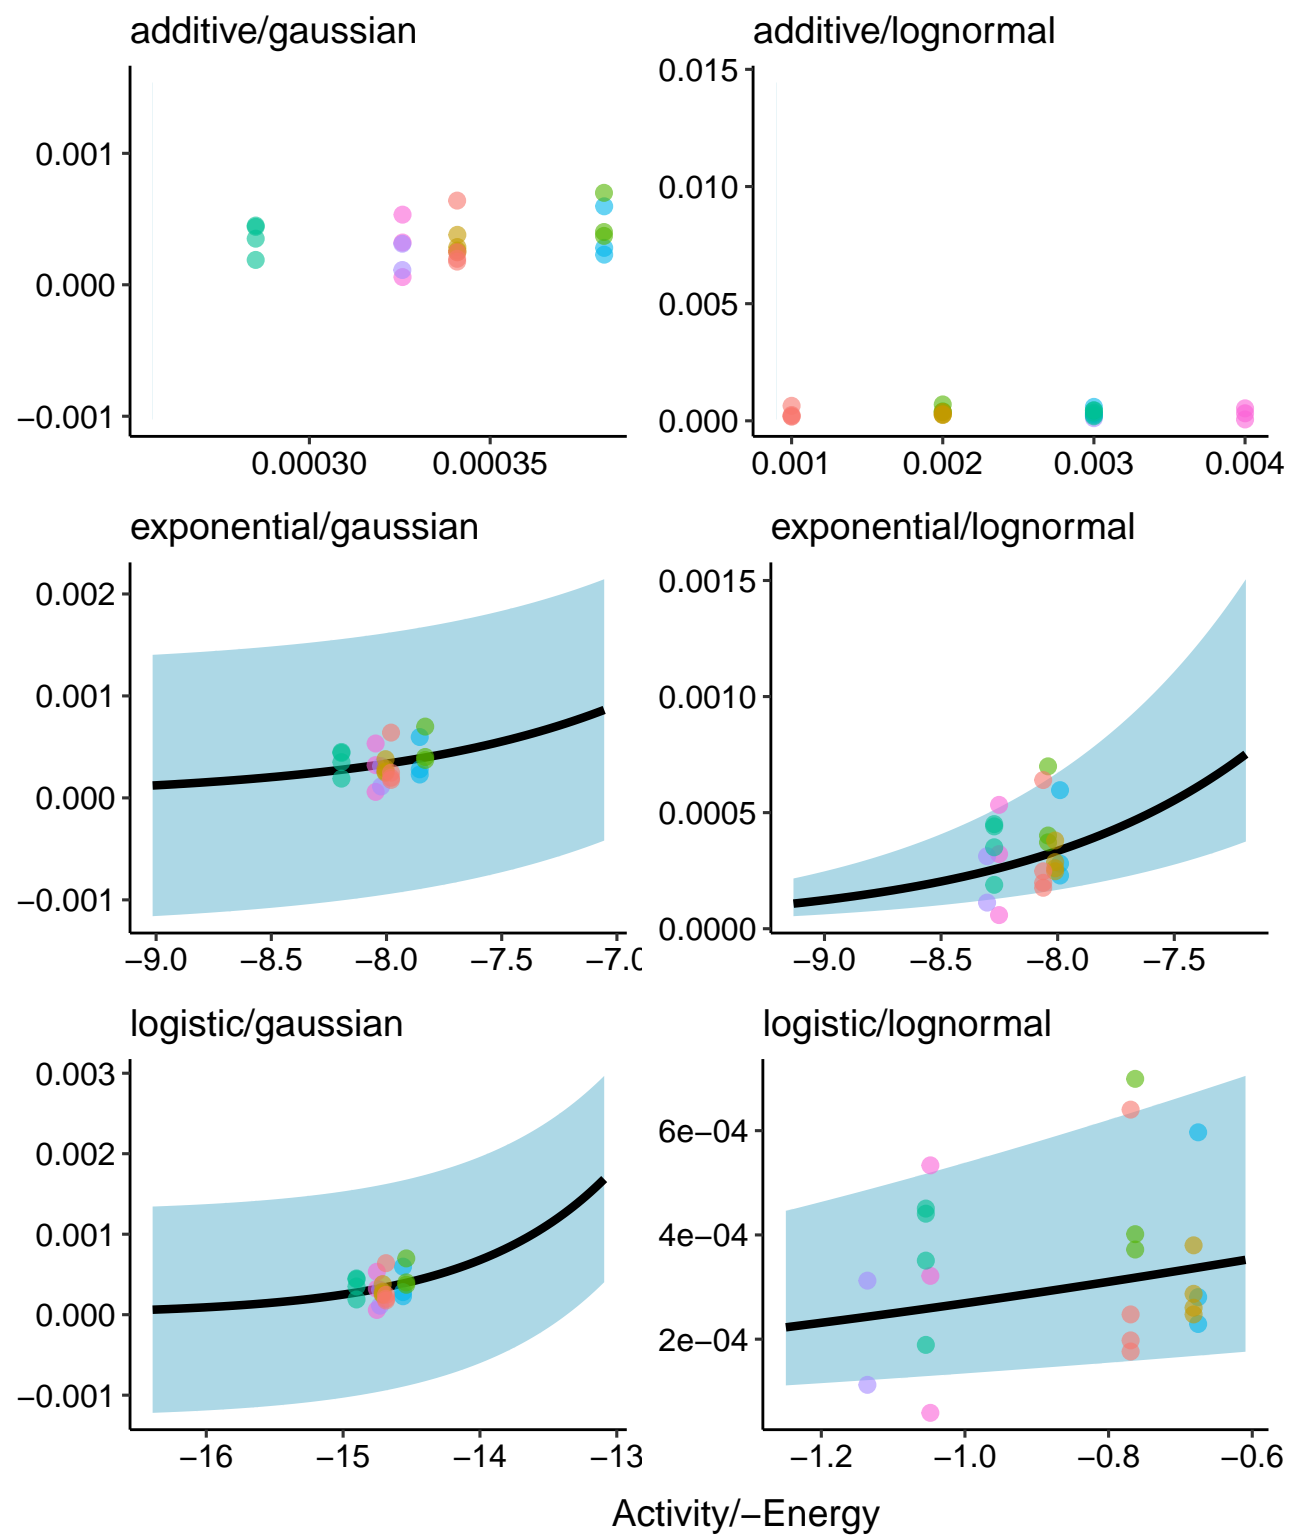 additive/gaussian
0.001
0.000
−0.001
0.00030 0.00035
additive/lognormal
0.015
0.010
0.005
0.000
0.001 0.002 0.003 0.004
exponential/gaussian
0.002
0.001
0.000
−0.001
−9.0 −8.5 −8.0 −7.5 −7.0
exponential/lognormal
0.0015
0.0010
0.0005
0.0000
−9.0 −8.5 −8.0 −7.5
logistic/gaussian
0.003
0.002
0.001
0.000
−0.001
−16 −15 −14 −13
logistic/lognormal
6e−04
4e−04
2e−04
−1.2 −1.0 −0.8 −0.6
Activity/−Energy